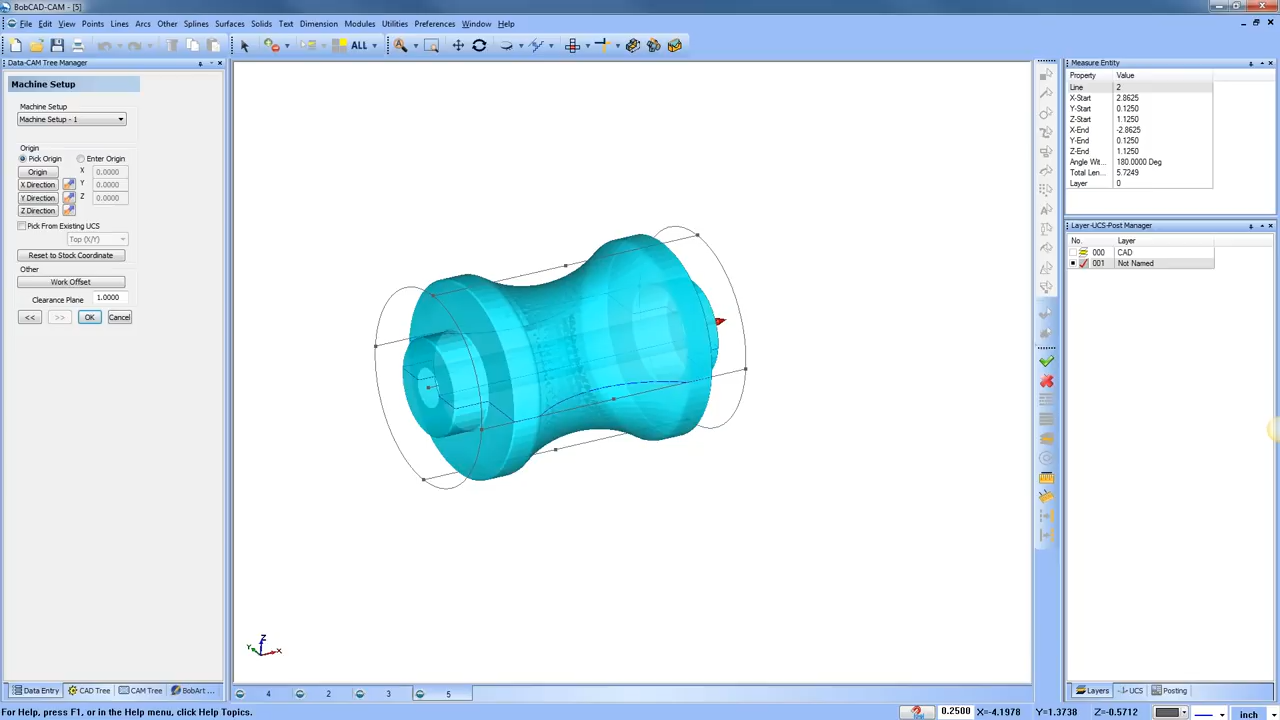 BobCAD-CAM - [5]
File Edit View Points Lines Arcs Other Splines Surfaces Solids Text Dimension Modules Utilities Preferences Window Help
ALL
Data-CAM Tree Manager
Machine Setup
Machine Setup
Machine Setup - 1
Origin
Pick Origin Enter Origin
Origin X 0.0000
X Direction Y 0.0000
Y Direction Z 0.0000
Z Direction
Pick From Existing UCS
Top (X/Y)
Reset to Stock Coordinate
Other
Work Offset
Clearance Plane 1.0000
<< >> OK Cancel
Measure Entity
Property Value
Line 2
X-Start 2.8625
Y-Start 0.1250
Z-Start 1.1250
X-End -2.8625
Y-End 0.1250
Z-End 1.1250
Angle Wit... 180.0000 Deg
Total Len... 5.7249
Layer 0
Layer-UCS-Post Manager
No. Layer
000 CAD
001 Not Named
Z
Y
X
Data Entry CAD Tree CAM Tree BobArt ...
4 2 3 5
Layers UCS Posting
For Help, press F1, or in the Help menu, click Help Topics.
0.2500 X=-4.1978 Y=1.3738 Z=-0.5712 inch